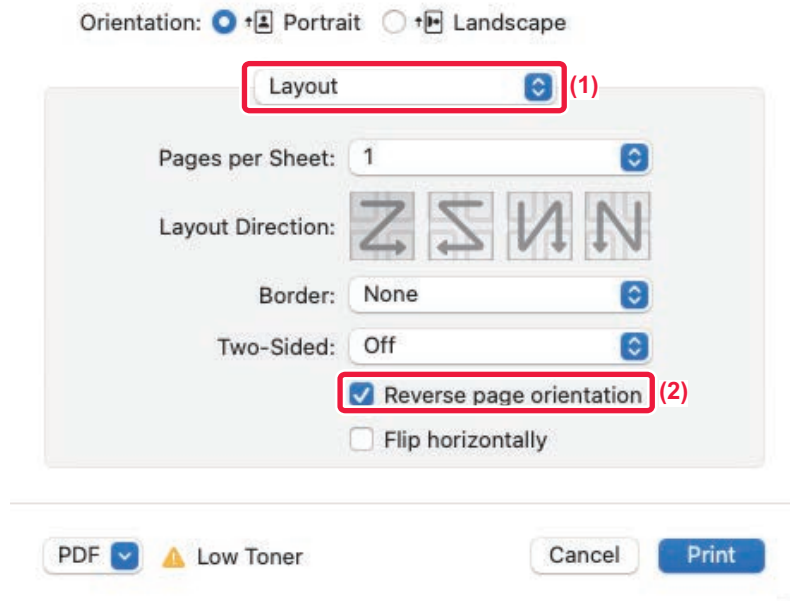 Orientation: Portrait Landscape
Layout (1)
Pages per Sheet: 1
Layout Direction:
Border: None
Two-Sided: Off
Reverse page orientation (2)
Flip horizontally
PDF Low Toner Cancel Print